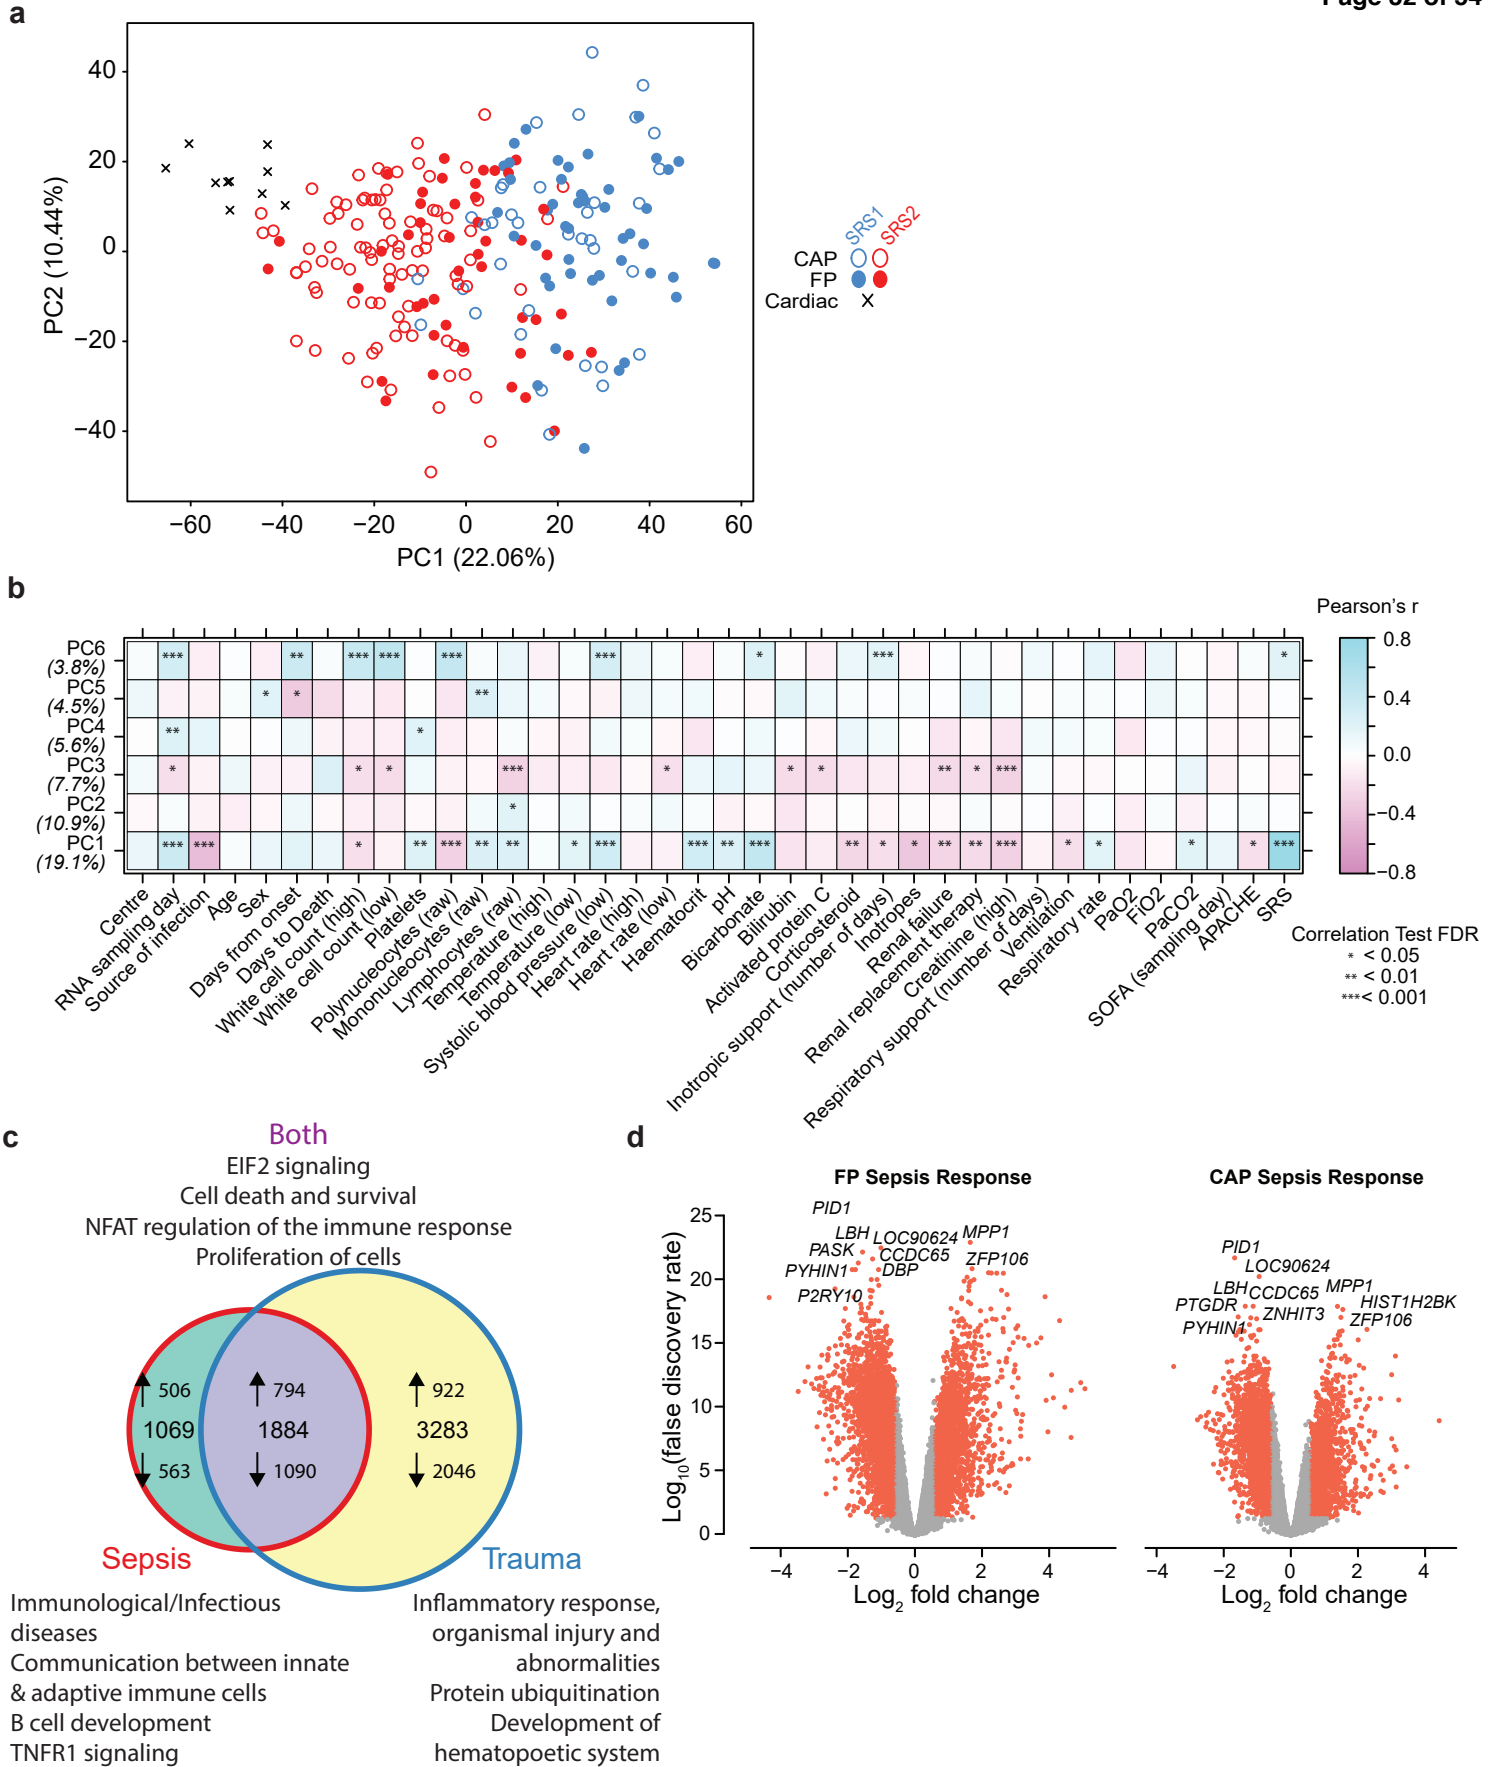 Page 32 of 34
a
40
20
0
−20
−40
PC2 (10.44%)
−60 −40 −20 0 20 40 60
PC1 (22.06%)
SRS1 SRS2
CAP
FP
Cardiac
b
Pearson's r
0.8
0.4
0.0
−0.4
−0.8
PC6
(3.8%)
*** ** *** *** *** *** * *** *
PC5
(4.5%)
* * **
PC4
(5.6%)
** *
PC3
(7.7%)
* * * *** * * * ** * ***
PC2
(10.9%)
*
PC1
(19.1%)
*** *** * ** *** ** ** * *** *** ** *** ** * * ** ** *** * * * * ***
Centre
RNA sampling day
Source of infection
Age
Sex
Days from onset
Days to Death
White cell count (high)
White cell count (low)
Platelets
Polynucleocytes (raw)
Mononucleocytes (raw)
Lymphocytes (raw)
Temperature (high)
Temperature (low)
Systolic blood pressure (low)
Heart rate (high)
Heart rate (low)
Haematocrit
pH
Bicarbonate
Bilirubin
Activated protein C
Corticosteroid
Inotropic support (number of days)
Inotropes
Renal failure
Renal replacement therapy
Creatinine (high)
Respiratory support (number of days)
Ventilation
Respiratory rate
PaO2
FiO2
PaCO2
SOFA (sampling day)
APACHE
SRS
Correlation Test FDR
* < 0.05
** < 0.01
***< 0.001
c
Both
EIF2 signaling
Cell death and survival
NFAT regulation of the immune response
Proliferation of cells
506 794 922
1069 1884 3283
563 1090 2046
Sepsis Trauma
Immunological/Infectious
diseases
Communication between innate
& adaptive immune cells
B cell development
TNFR1 signaling
Inflammatory response,
organismal injury and
abnormalities
Protein ubiquitination
Development of
hematopoetic system
d
FP Sepsis Response
Log10(false discovery rate)
25
20
15
10
5
0
PID1
LBH
LOC90624
MPP1
PASK
CCDC65
ZFP106
PYHIN1
DBP
P2RY10
−4 −2 0 2 4
Log2 fold change
CAP Sepsis Response
PID1
LOC90624
LBH
CCDC65
MPP1
PTGDR
ZNHIT3
HIST1H2BK
PYHIN1
ZFP106
−4 −2 0 2 4
Log2 fold change